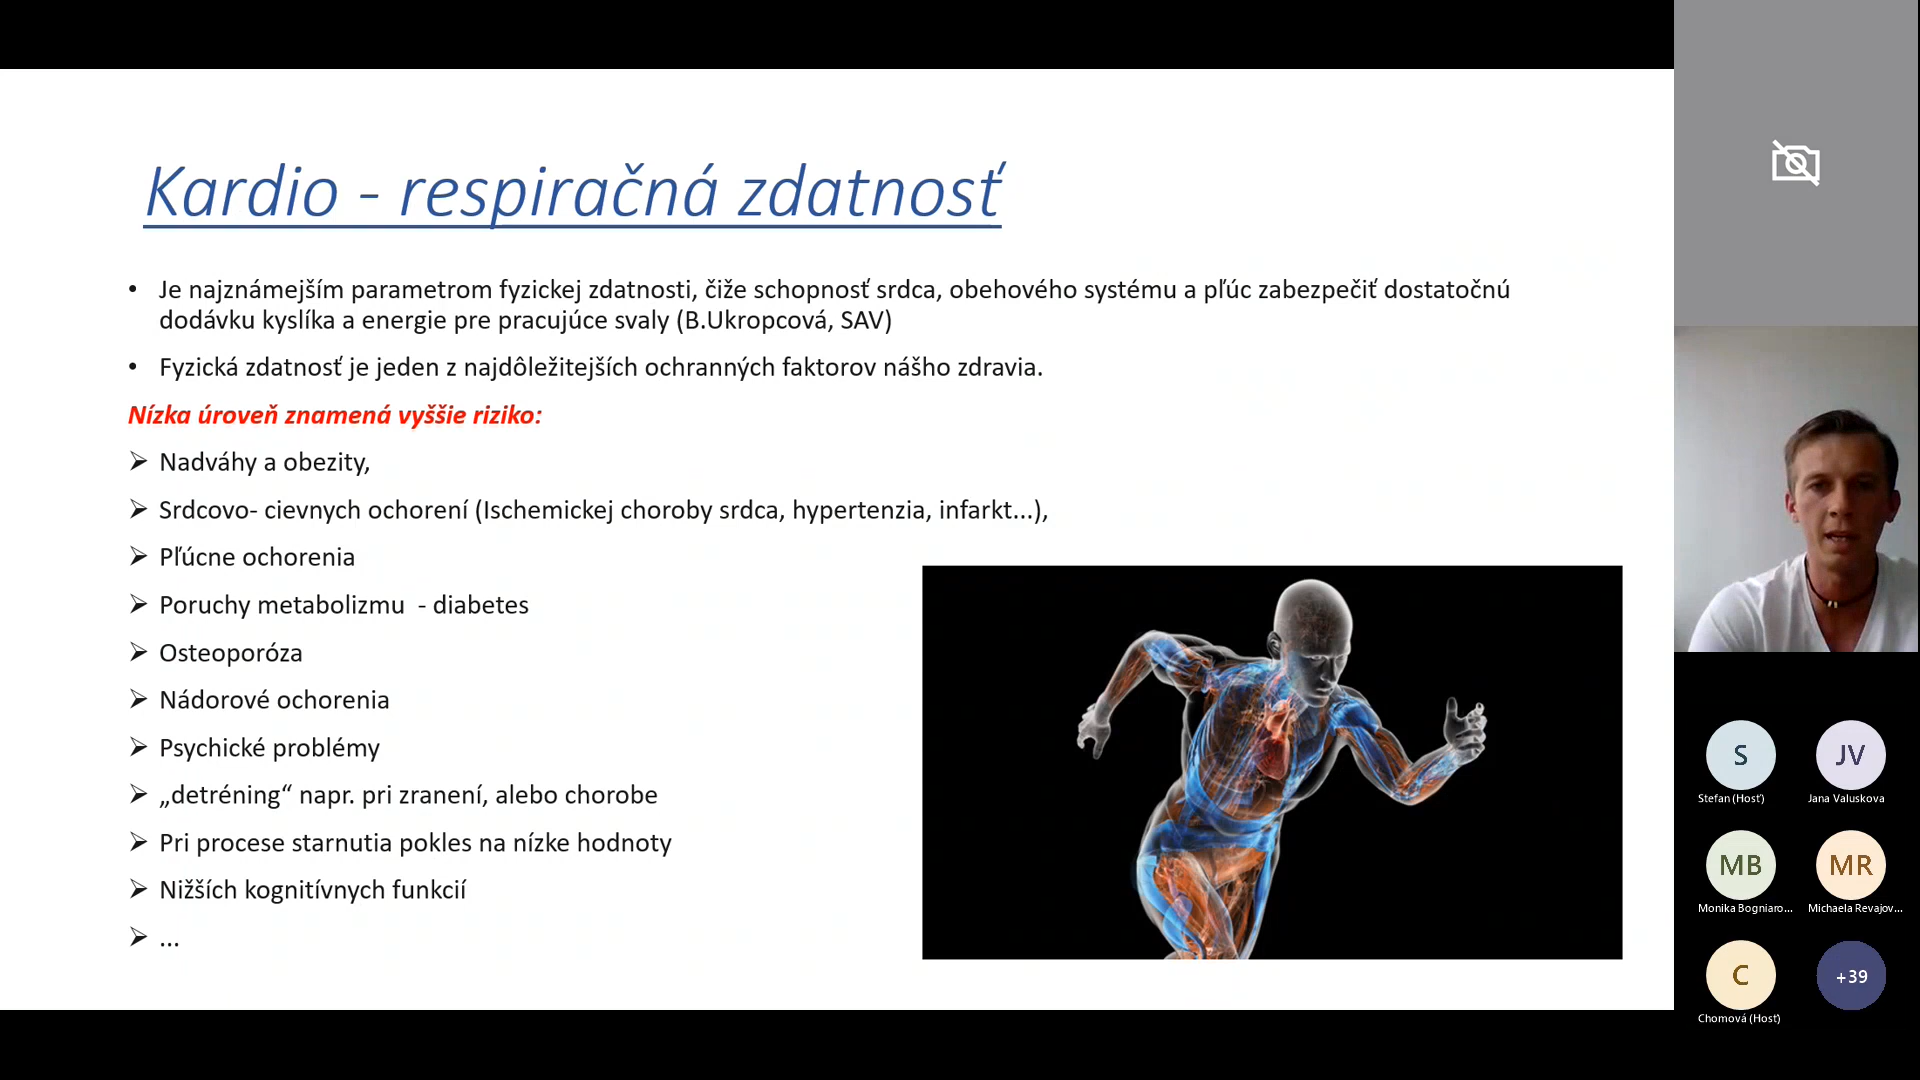 Kardio - respiračná zdatnosť
• Je najznámejším parametrom fyzickej zdatnosti, čiže schopnosť srdca, obehového systému a pľúc zabezpečiť dostatočnú
dodávku kyslíka a energie pre pracujúce svaly (B.Ukropcová, SAV)
• Fyzická zdatnosť je jeden z najdôležitejších ochranných faktorov nášho zdravia.
Nízka úroveň znamená vyššie riziko:
➢ Nadváhy a obezity,
➢ Srdcovo- cievnych ochorení (Ischemickej choroby srdca, hypertenzia, infarkt...),
➢ Pľúcne ochorenia
➢ Poruchy metabolizmu - diabetes
➢ Osteoporóza
➢ Nádorové ochorenia
➢ Psychické problémy
➢ „detréning“ napr. pri zranení, alebo chorobe
➢ Pri procese starnutia pokles na nízke hodnoty
➢ Nižších kognitívnych funkcií
➢ ...
S
Stefan (Hosť)
JV
Jana Valuskova
MB
Monika Bogniaro...
MR
Michaela Revajov...
C
Chomová (Hosť)
+39